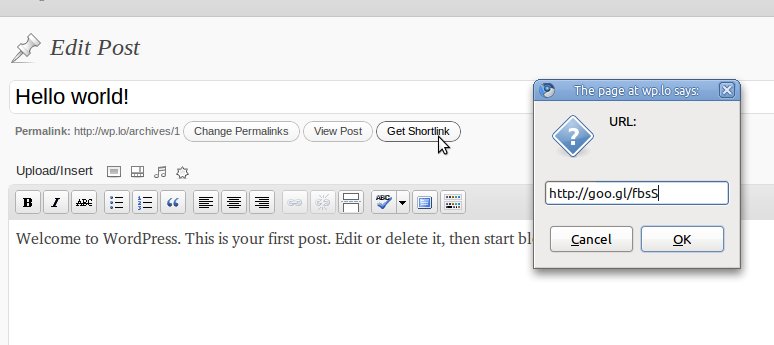 Edit Post
Hello world!
Permalink: http://wp.lo/archives/1 Change Permalinks View Post Get Shortlink
Upload/Insert
B I ABC ABC
Welcome to WordPress. This is your first post. Edit or delete it, then start
The page at wp.lo says:
URL:
http://goo.gl/fbsS
Cancel OK